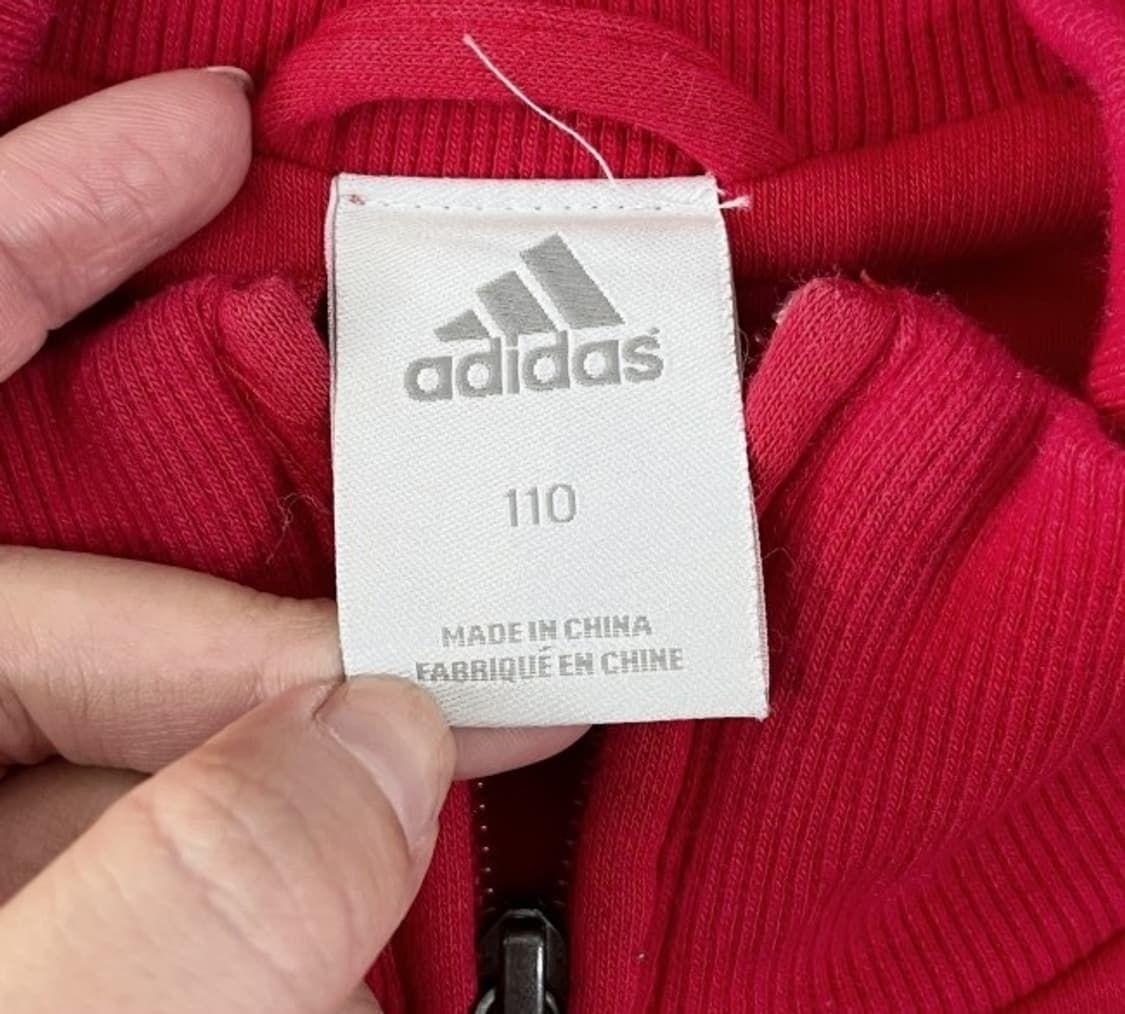 adidas
110
MADE IN CHINA
FABRIQUÉ EN CHINE